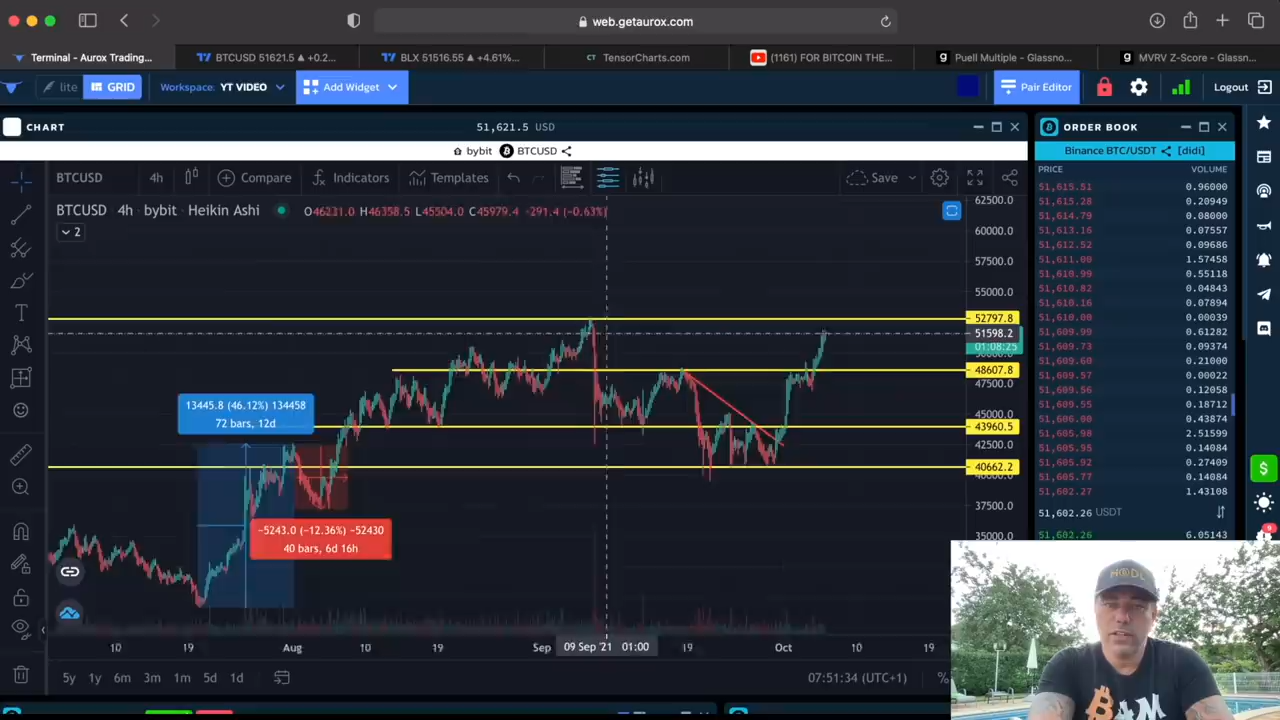 web.getaurox.com
Terminal - Aurox Trading...
BTCUSD 51621.5 ▲ +0.2...
BLX 51516.55 ▲ +4.61%...
CT TensorCharts.com
(1161) FOR BITCOIN THE...
g Puell Multiple - Glassno...
g MVRV Z-Score - Glassn...
lite
GRID
Workspace: YT VIDEO
Add Widget
Pair Editor
Logout
CHART
51,621.5 USD
bybit BTCUSD
ORDER BOOK
Binance BTC/USDT [didi]
BTCUSD 4h Compare Indicators Templates Save
BTCUSD 4h · bybit · Heikin Ashi O46231.0 H46358.5 L45504.0 C45979.4 -291.4 (-0.63%)
2
62500.0
60000.0
57500.0
55000.0
52797.8
51598.2
01:08:25
50000.0
48607.8
47500.0
45000.0
43960.5
42500.0
40662.2
37500.0
35000.0
13445.8 (46.12%) 134458
72 bars, 12d
−5243.0 (−12.36%) −52430
40 bars, 6d 16h
10 19 Aug 10 19 Sep 09 Sep '21 01:00 19 Oct 10 19
5y 1y 6m 3m 1m 5d 1d
07:51:34 (UTC+1) %
PRICE VOLUME
51,615.51 0.96000
51,615.28 0.20949
51,614.79 0.08000
51,613.16 0.07557
51,612.52 0.09686
51,611.00 1.57458
51,610.99 0.55118
51,610.82 0.04843
51,610.16 0.07894
51,610.00 0.00039
51,609.99 0.61282
51,609.73 0.09374
51,609.60 0.21000
51,609.57 0.00022
51,609.56 0.12058
51,609.55 0.18712
51,606.00 0.43874
51,605.98 2.51599
51,605.95 0.14084
51,605.92 0.27409
51,605.77 0.14084
51,602.27 1.43108
51,602.26 USDT
51,602.26 6.05143
$
9